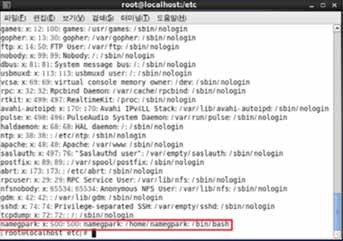 root@localhost:/etc
파일(F) 편집(E) 보기(V) 검색(S) 터미널(T) 도움말(H)
games:x:12:100:games:/usr/games:/sbin/nologin
gopher:x:13:30:gopher:/var/gopher:/sbin/nologin
ftp:x:14:50:FTP User:/var/ftp:/sbin/nologin
nobody:x:99:99:Nobody:/:/sbin/nologin
dbus:x:81:81:System message bus:/:/sbin/nologin
usbmuxd:x:113:113:usbmuxd user:/:/sbin/nologin
vcsa:x:69:69:virtual console memory owner:/dev:/sbin/nologin
rpc:x:32:32:Rpcbind Daemon:/var/cache/rpcbind:/sbin/nologin
rtkit:x:499:497:RealtimeKit:/proc:/sbin/nologin
avahi-autoipd:x:170:170:Avahi IPv4LL Stack:/var/lib/avahi-autoipd:/sbin/nologin
pulse:x:498:496:PulseAudio System Daemon:/var/run/pulse:/sbin/nologin
haldaemon:x:68:68:HAL daemon:/:/sbin/nologin
ntp:x:38:38::/etc/ntp:/sbin/nologin
apache:x:48:48:Apache:/var/www:/sbin/nologin
saslauth:x:497:76:"Saslauthd user":/var/empty/saslauth:/sbin/nologin
postfix:x:89:89::/var/spool/postfix:/sbin/nologin
abrt:x:173:173::/etc/abrt:/sbin/nologin
rpcuser:x:29:29:RPC Service User:/var/lib/nfs:/sbin/nologin
nfsnobody:x:65534:65534:Anonymous NFS User:/var/lib/nfs:/sbin/nologin
gdm:x:42:42::/var/lib/gdm:/sbin/nologin
sshd:x:74:74:Privilege-separated SSH:/var/empty/sshd:/sbin/nologin
tcpdump:x:72:72::/:/sbin/nologin
namegpark:x:500:500:namegpark:/home/namegpark:/bin/bash
[root@localhost etc]#